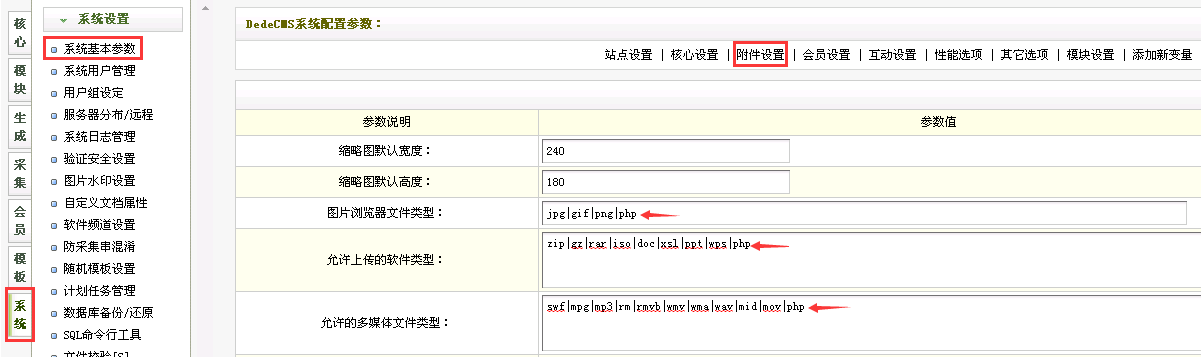 核心
模块
生成
采集
会员
模板
系统
系统设置
系统基本参数
系统用户管理
用户组设定
服务器分布/远程
系统日志管理
验证安全设置
图片水印设置
自定义文档属性
软件频道设置
防采集串混淆
随机模板设置
计划任务管理
数据库备份/还原
SQL命令行工具
文件校验[S]
DedeCMS系统配置参数：
站点设置 | 核心设置 | 附件设置 | 会员设置 | 互动设置 | 性能选项 | 其它选项 | 模块设置 | 添加新变量
参数说明 参数值
缩略图默认宽度： 240
缩略图默认高度： 180
图片浏览器文件类型： jpg|gif|png|php
允许上传的软件类型： zip|gz|rar|iso|doc|xsl|ppt|wps|php
允许的多媒体文件类型： swf|mpg|mp3|rm|rmvb|wmv|wma|wav|mid|mov|php